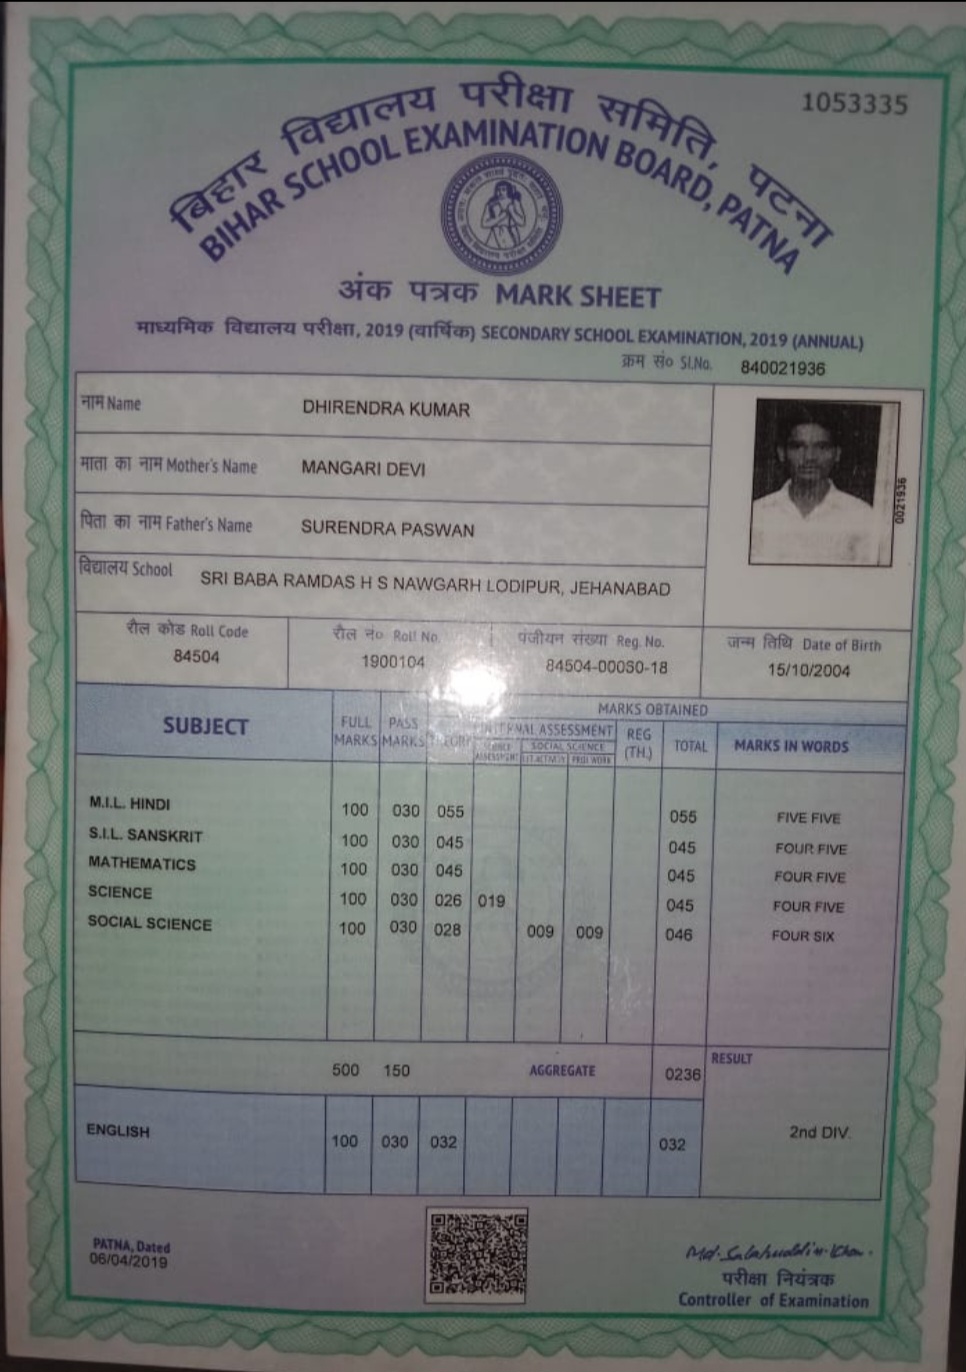 1053335
बिहार विद्यालय परीक्षा समिति, पटना
BIHAR SCHOOL EXAMINATION BOARD, PATNA
अंक पत्रक MARK SHEET
माध्यमिक विद्यालय परीक्षा, 2019 (वार्षिक) SECONDARY SCHOOL EXAMINATION, 2019 (ANNUAL)
क्रम सं० Sl.No. 840021936
नाम Name DHIRENDRA KUMAR
माता का नाम Mother's Name MANGARI DEVI
0021936
पिता का नाम Father's Name SURENDRA PASWAN
विद्यालय School SRI BABA RAMDAS H S NAWGARH LODIPUR, JEHANABAD
रौल कोड Roll Code रौल नं० Roll No पंजीयन संख्या Reg. No. जन्म तिथि Date of Birth
84504 1900104 84504-00080-18 15/10/2004
MARKS OBTAINED
SUBJECT FULL MARKS PASS MARKS THEORY INTERNAL ASSESSMENT REG (TH.) TOTAL MARKS IN WORDS
SOCIAL SCIENCE
M.I.L. HINDI 100 030 055 055 FIVE FIVE
S.I.L. SANSKRIT 100 030 045 045 FOUR FIVE
MATHEMATICS 100 030 045 045 FOUR FIVE
SCIENCE 100 030 026 019 045 FOUR FIVE
SOCIAL SCIENCE 100 030 028 009 009 046 FOUR SIX
500 150 AGGREGATE 0236 RESULT
ENGLISH 100 030 032 032 2nd DIV.
PATNA, Dated
06/04/2019
Md. Salahuddin Khan.
परीक्षा नियंत्रक
Controller of Examination